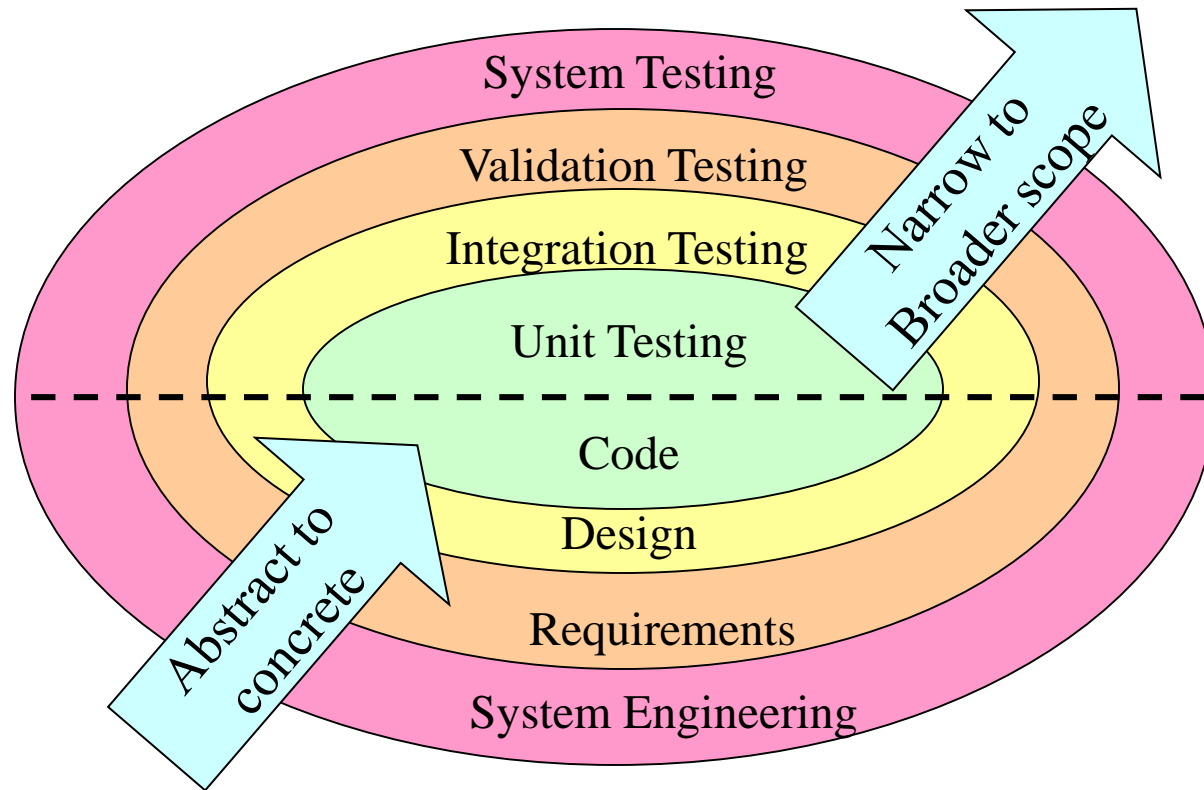 System Testing
Validation Testing
Integration Testing
Unit Testing
Narrow to
Broader scope
Code
Design
Requirements
System Engineering
Abstract to
concrete